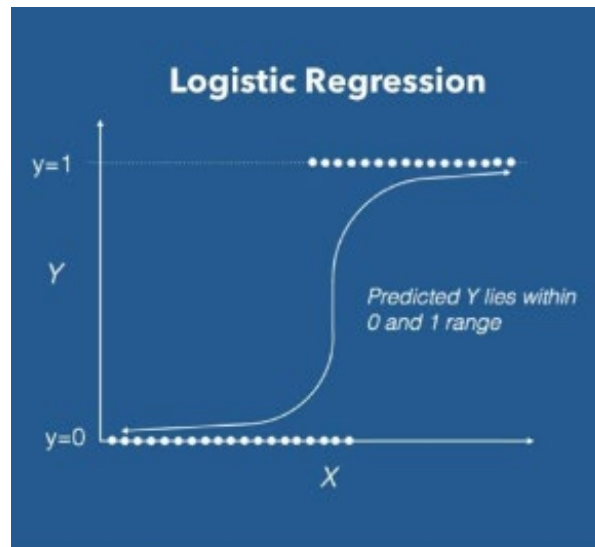 Logistic Regression
y=1
Y
Predicted Y lies within
0 and 1 range
y=0
X